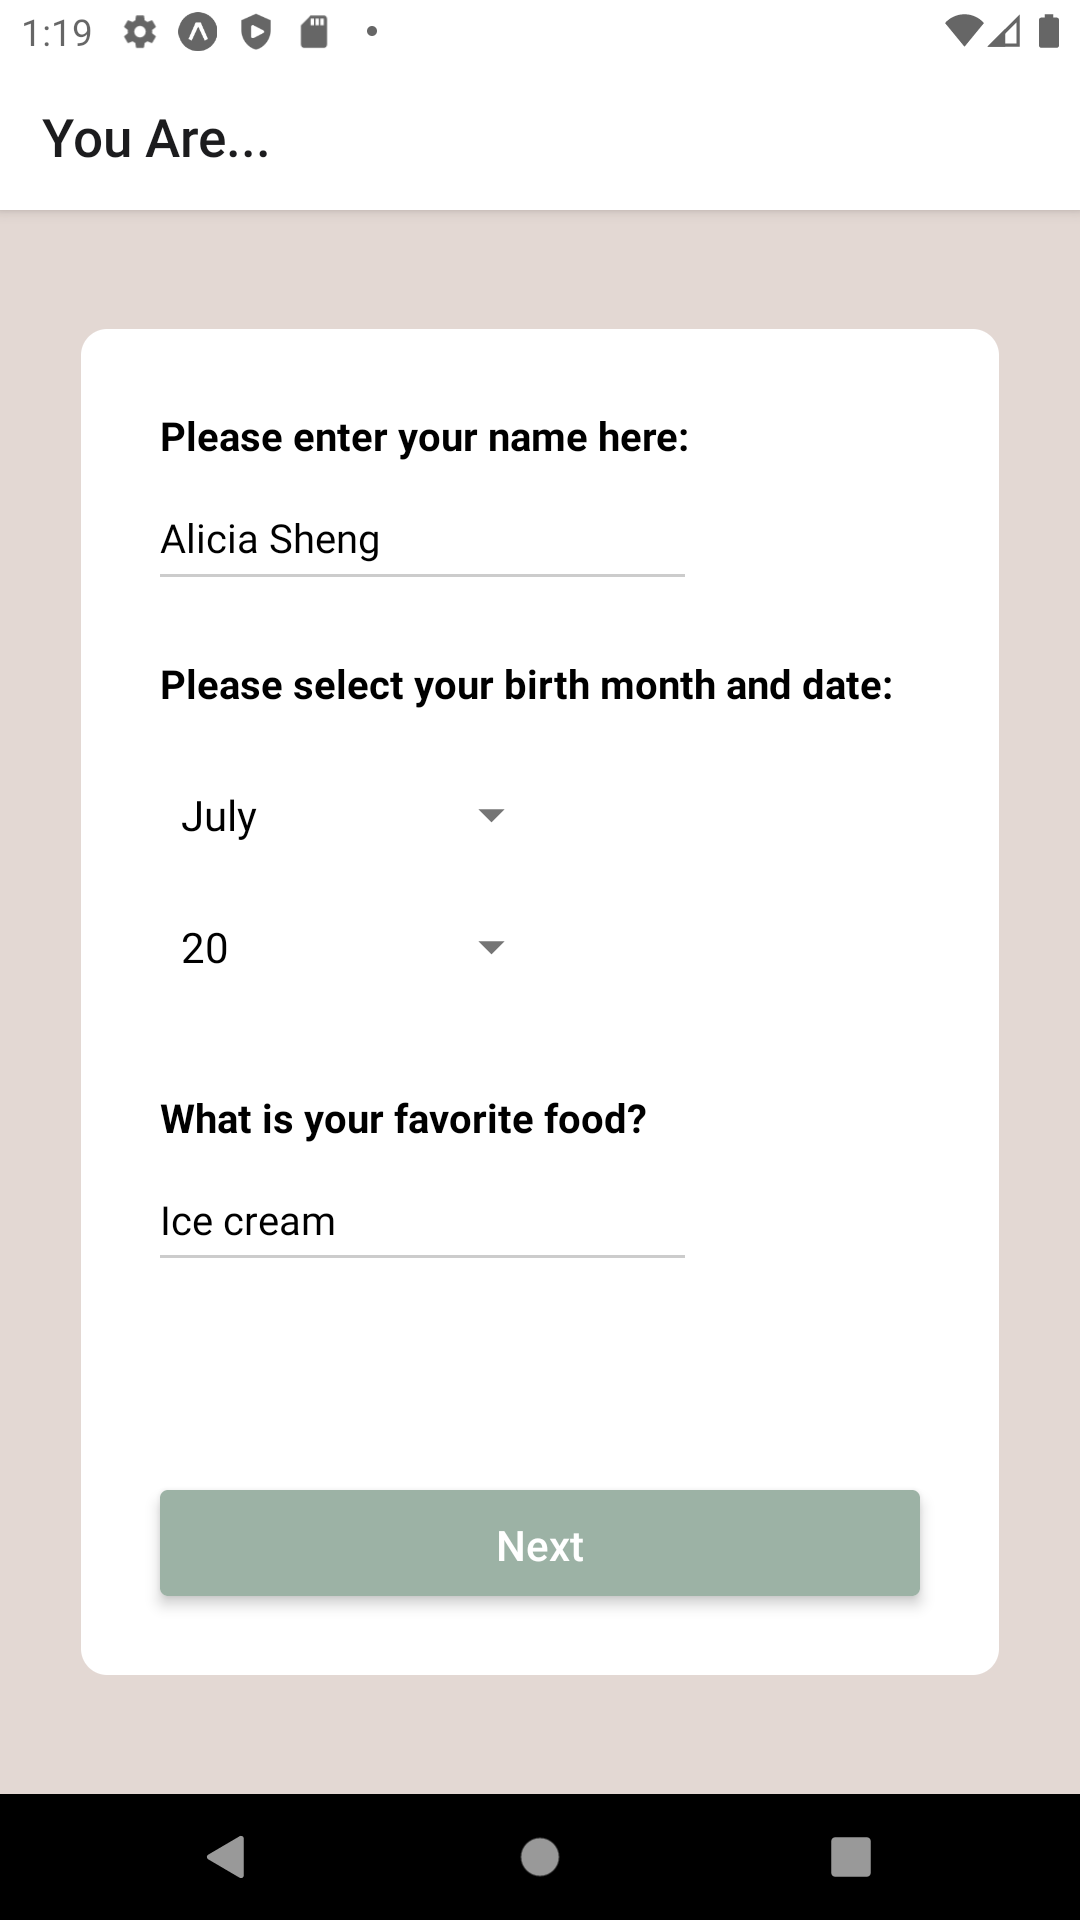 1:19
You Are...
Please enter your name here:
Alicia Sheng
Please select your birth month and date:
July
20
What is your favorite food?
Ice cream
Next